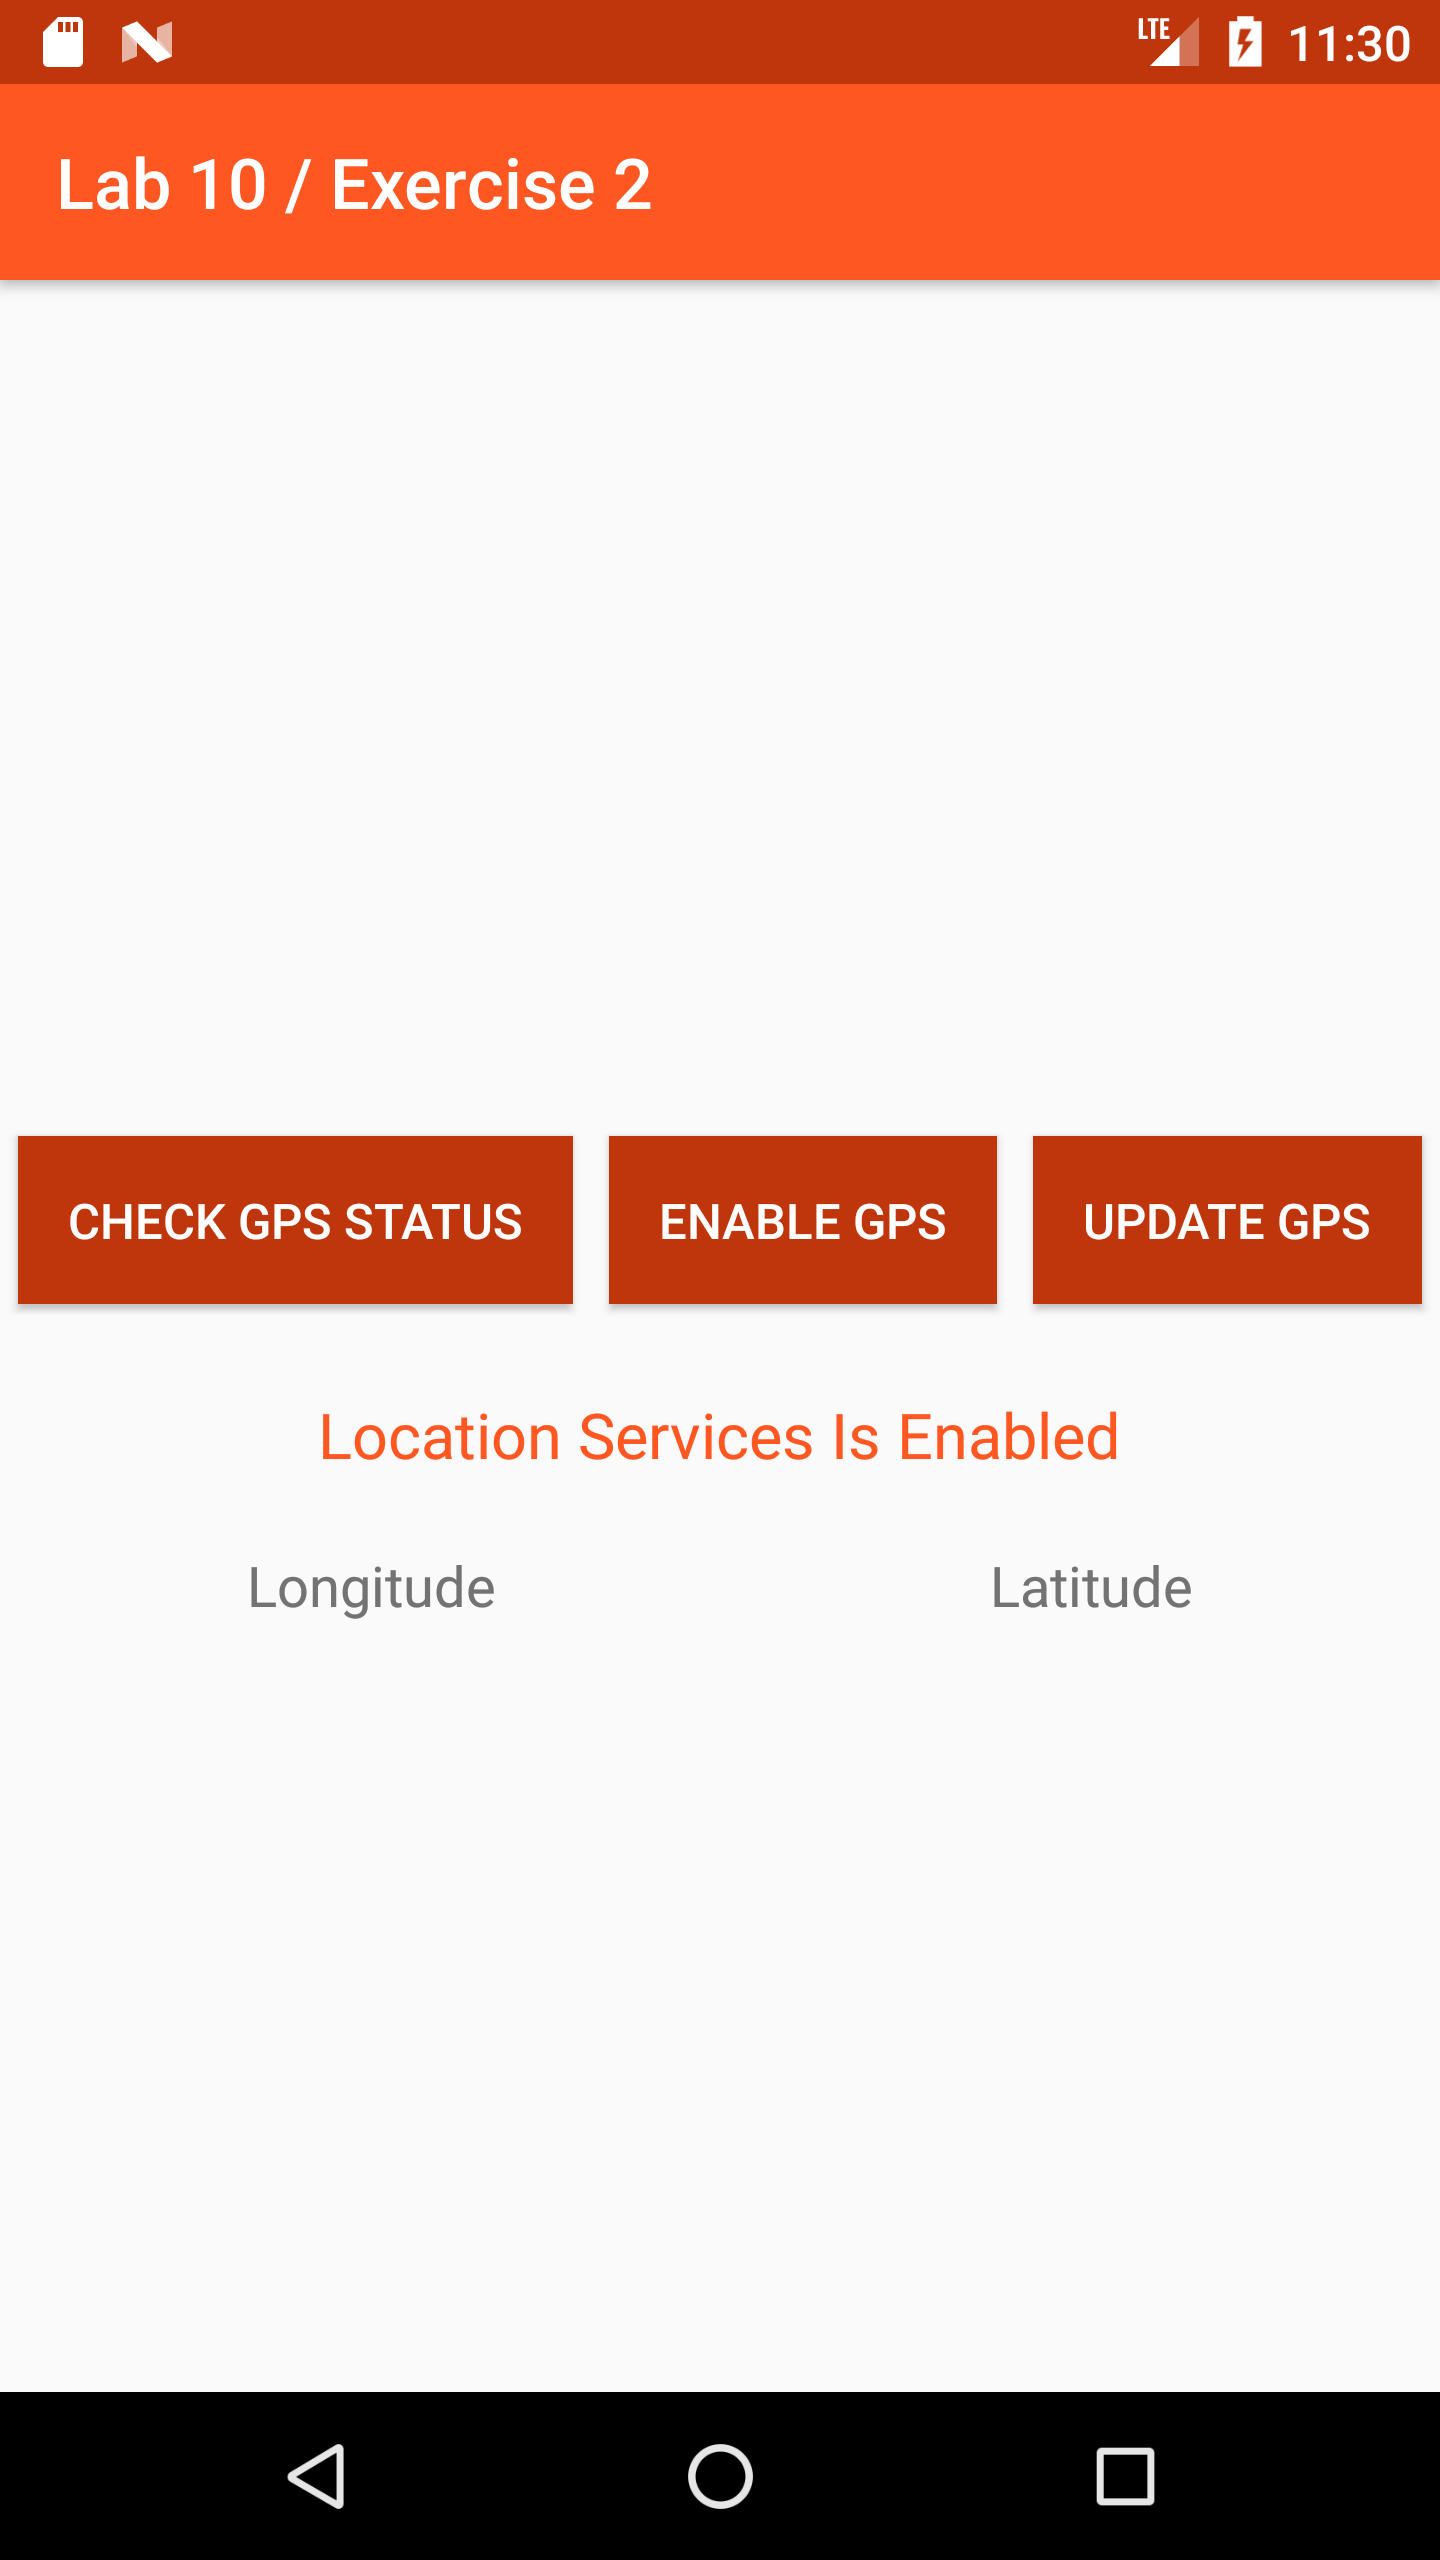 LTE 11:30
Lab 10 / Exercise 2
CHECK GPS STATUS ENABLE GPS UPDATE GPS
Location Services Is Enabled
Longitude Latitude